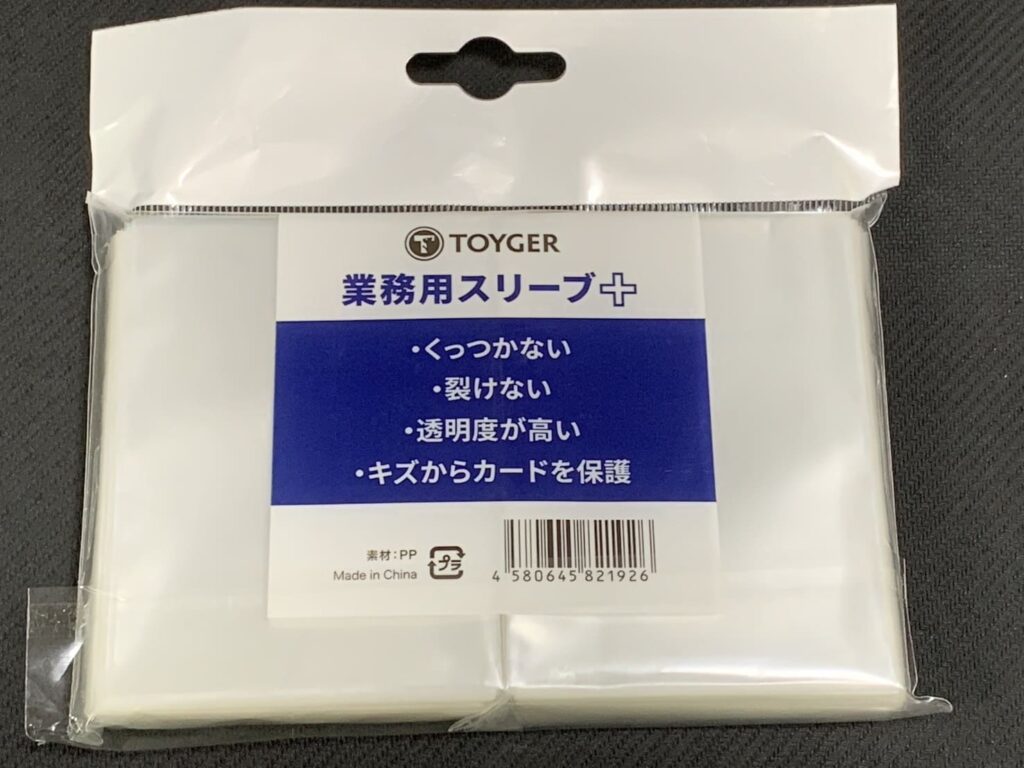 TOYGER
業務用スリーブ+
・くっつかない
・裂けない
・透明度が高い
・キズからカードを保護
素材：PP
Made in China
プラ
4 580645 821926